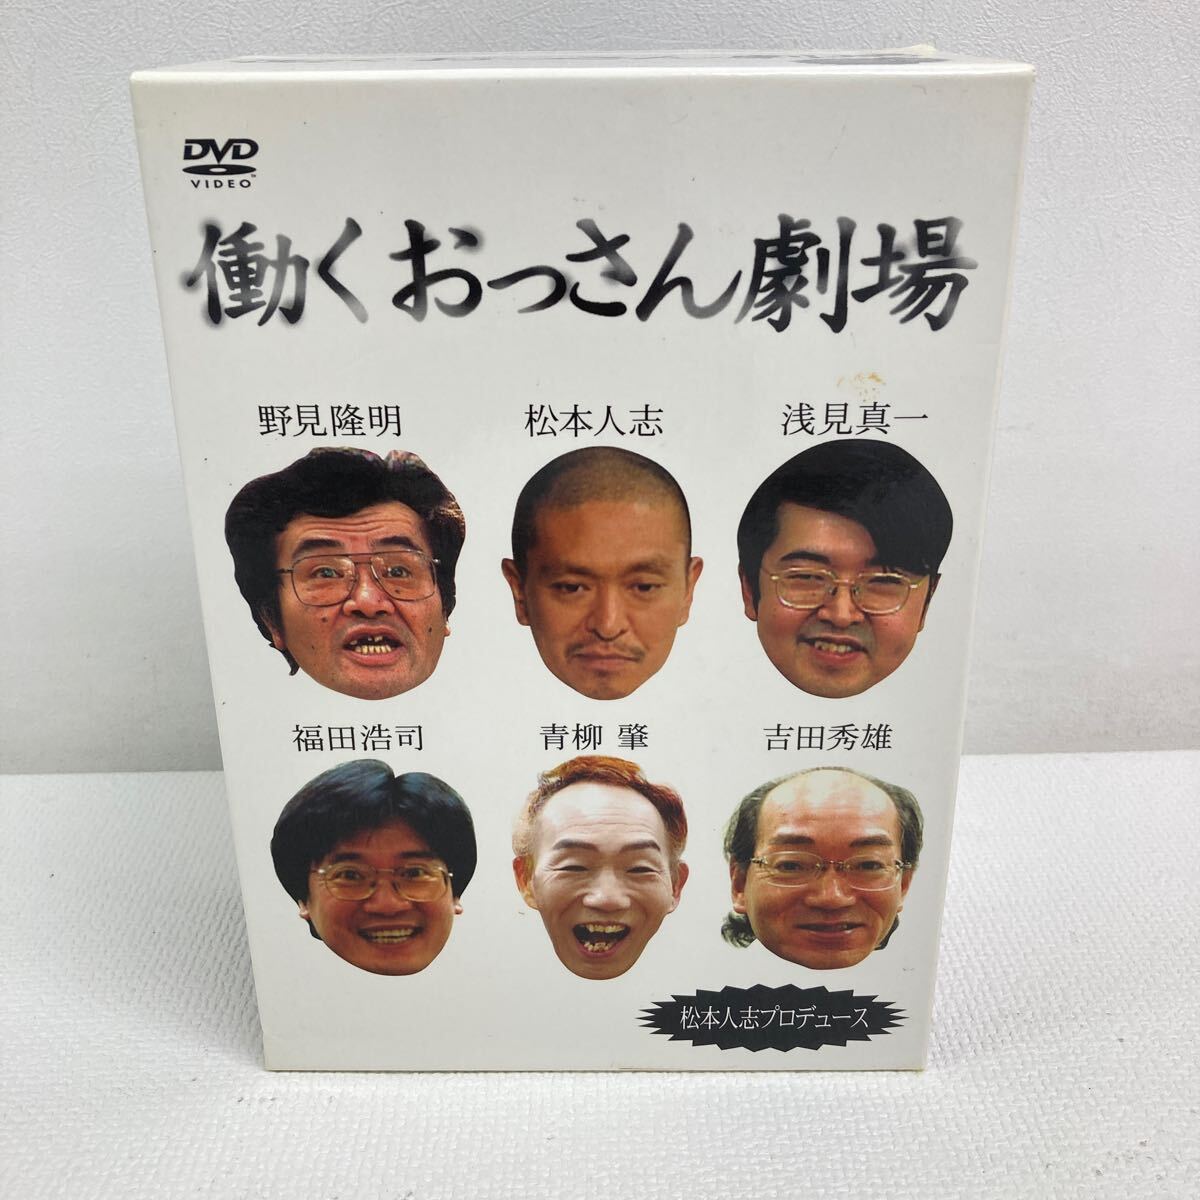 DVD
VIDEO
働くおっさん劇場
野見隆明 松本人志 浅見真一
福田浩司 青柳 肇 吉田秀雄
松本人志プロデュース